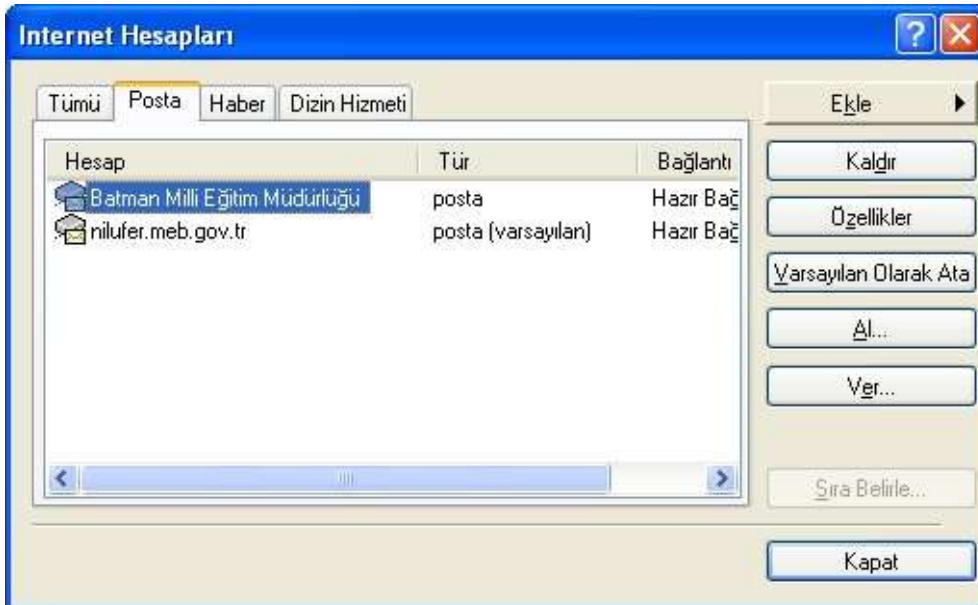 Internet Hesapları
Tümü Posta Haber Dizin Hizmeti
Hesap Tür Bağlantı
Batman Milli Eğitim Müdürlüğü posta Hazır Bağ
nilufer.meb.gov.tr posta (varsayılan) Hazır Bağ
Ekle
Kaldır
Özellikler
Varsayılan Olarak Ata
Al...
Ver...
Sıra Belirle...
Kapat